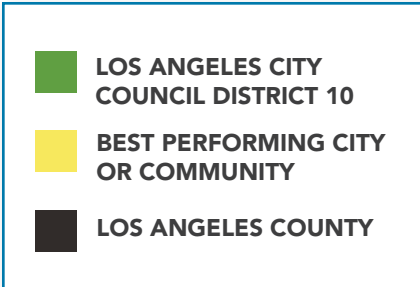 LOS ANGELES CITY
COUNCIL DISTRICT 10
BEST PERFORMING CITY
OR COMMUNITY
LOS ANGELES COUNTY